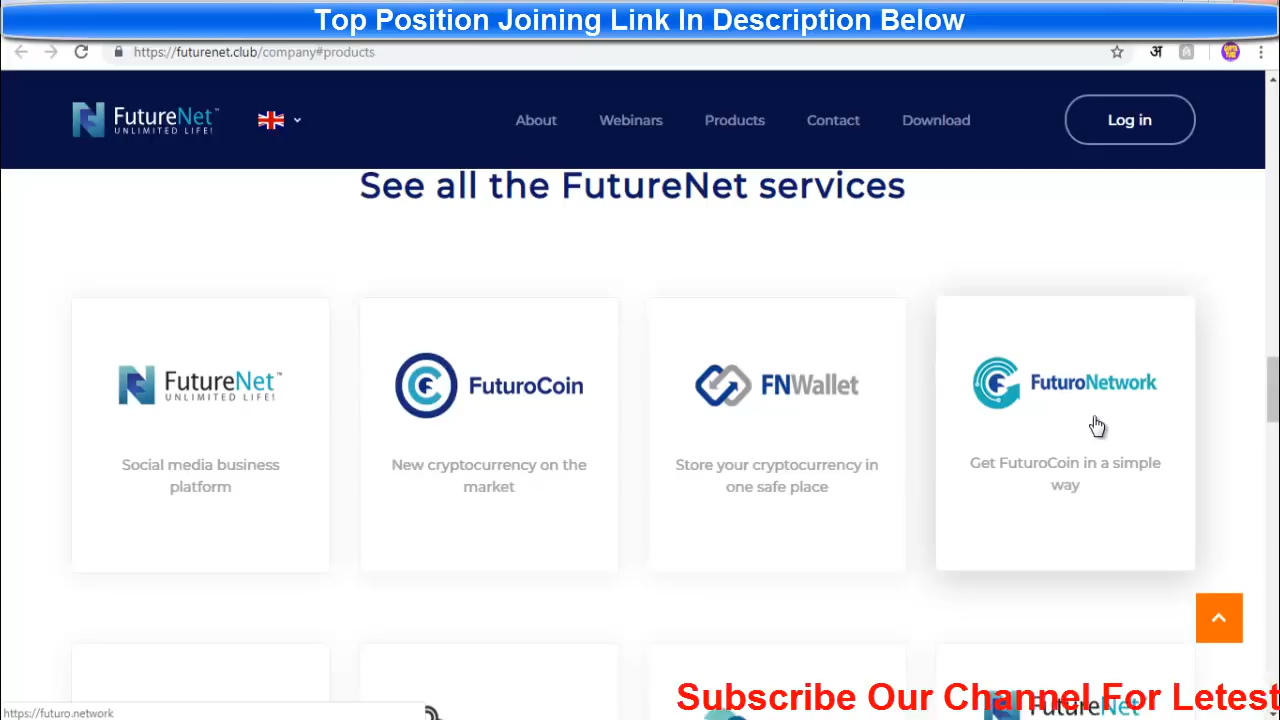 Top Position Joining Link In Description Below
https://futurenet.club/company#products
अ
FutureNet™
UNLIMITED LIFE!
About
Webinars
Products
Contact
Download
Log in
See all the FutureNet services
FutureNet™
UNLIMITED LIFE!
FuturoCoin
FNWallet
FuturoNetwork
Social media business
platform
New cryptocurrency on the
market
Store your cryptocurrency in
one safe place
Get FuturoCoin in a simple
way
FutureNet
Subscribe Our Channel For Letest
https://futuro.network